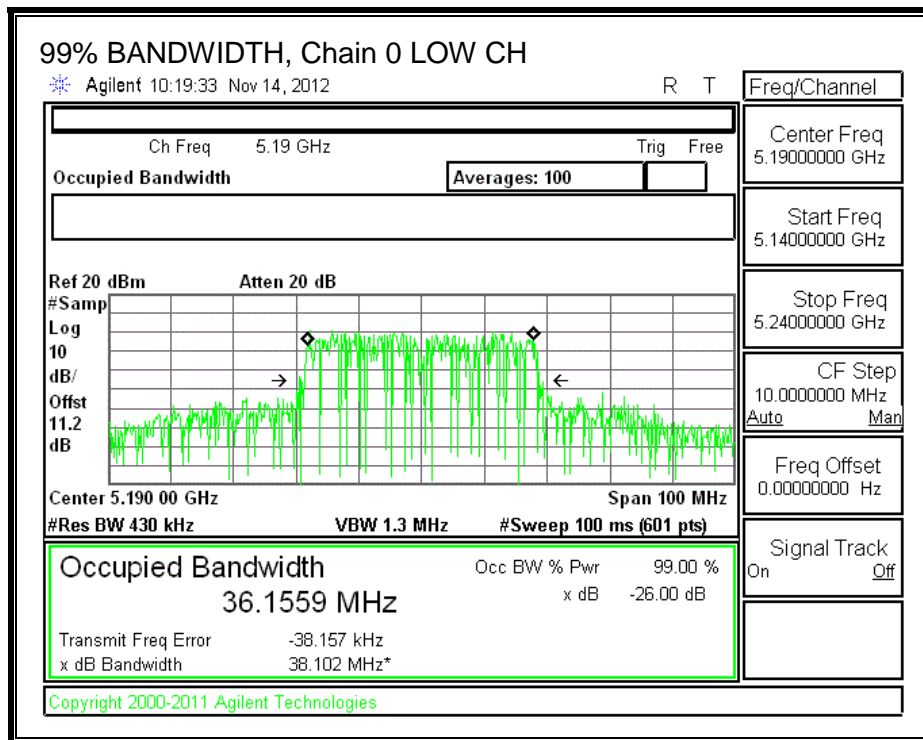 99% BANDWIDTH, Chain 0 LOW CH
Agilent 10:19:33 Nov 14, 2012 R T
Freq/Channel
Ch Freq 5.19 GHz Trig Free
Occupied Bandwidth Averages: 100
Center Freq
5.19000000 GHz
Start Freq
5.14000000 GHz
Stop Freq
5.24000000 GHz
CF Step
10.0000000 MHz
Auto Man
Freq Offset
0.00000000 Hz
Signal Track
On Off
Ref 20 dBm Atten 20 dB
#Samp
Log
10
dB/
Offst
11.2
dB
Center 5.190 00 GHz Span 100 MHz
#Res BW 430 kHz VBW 1.3 MHz #Sweep 100 ms (601 pts)
Occupied Bandwidth Occ BW % Pwr 99.00 %
36.1559 MHz x dB -26.00 dB
Transmit Freq Error -38.157 kHz
x dB Bandwidth 38.102 MHz*
Copyright 2000-2011 Agilent Technologies